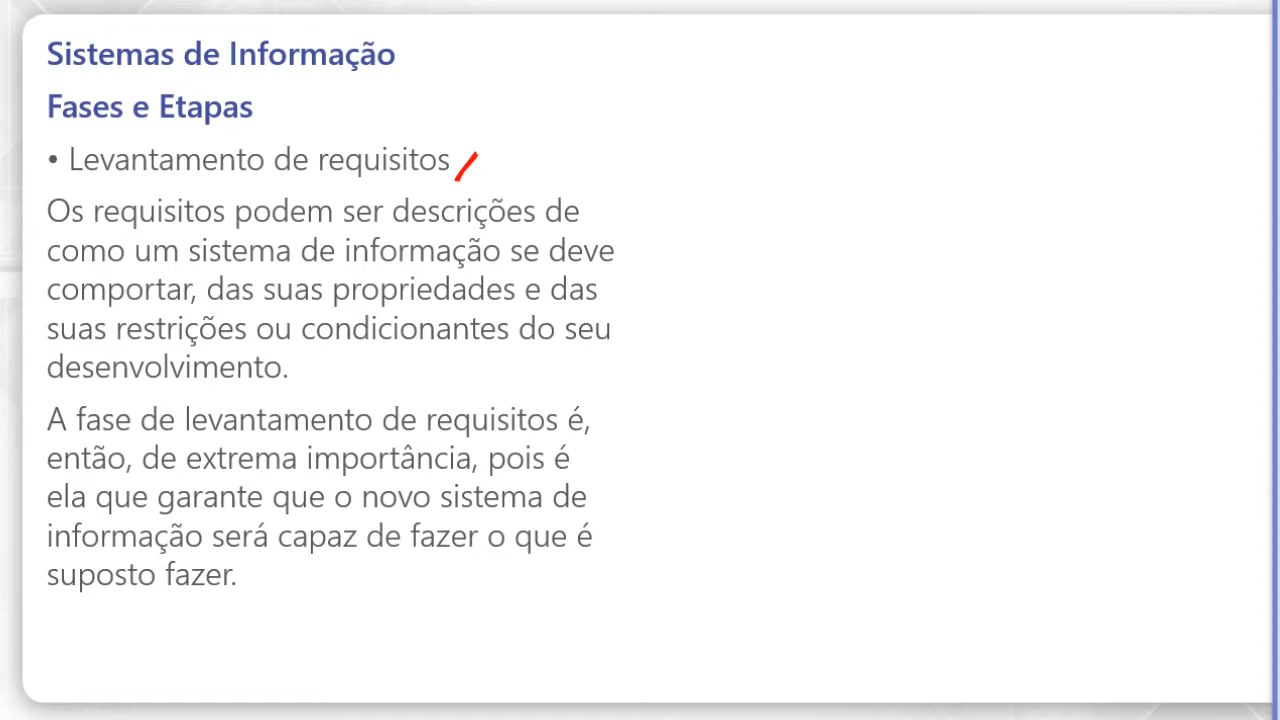 Sistemas de Informação
Fases e Etapas
• Levantamento de requisitos
Os requisitos podem ser descrições de
como um sistema de informação se deve
comportar, das suas propriedades e das
suas restrições ou condicionantes do seu
desenvolvimento.
A fase de levantamento de requisitos é,
então, de extrema importância, pois é
ela que garante que o novo sistema de
informação será capaz de fazer o que é
suposto fazer.